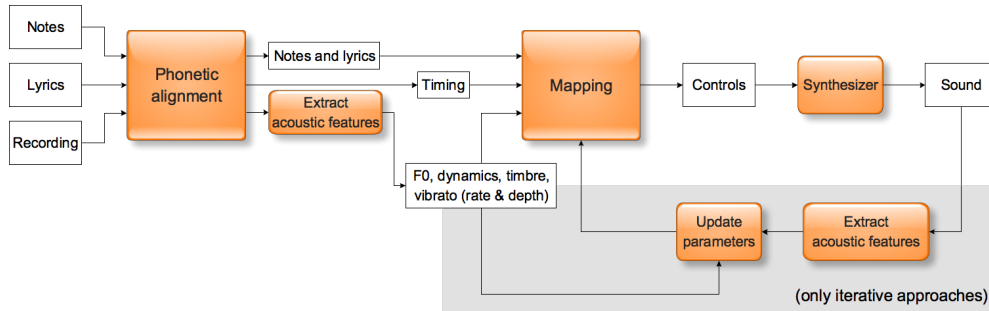 Notes
Lyrics
Recording
Phonetic
alignment
Notes and lyrics
Timing
Extract
acoustic features
F0, dynamics, timbre,
vibrato (rate & depth)
Mapping
Controls
Synthesizer
Sound
Update
parameters
Extract
acoustic features
(only iterative approaches)